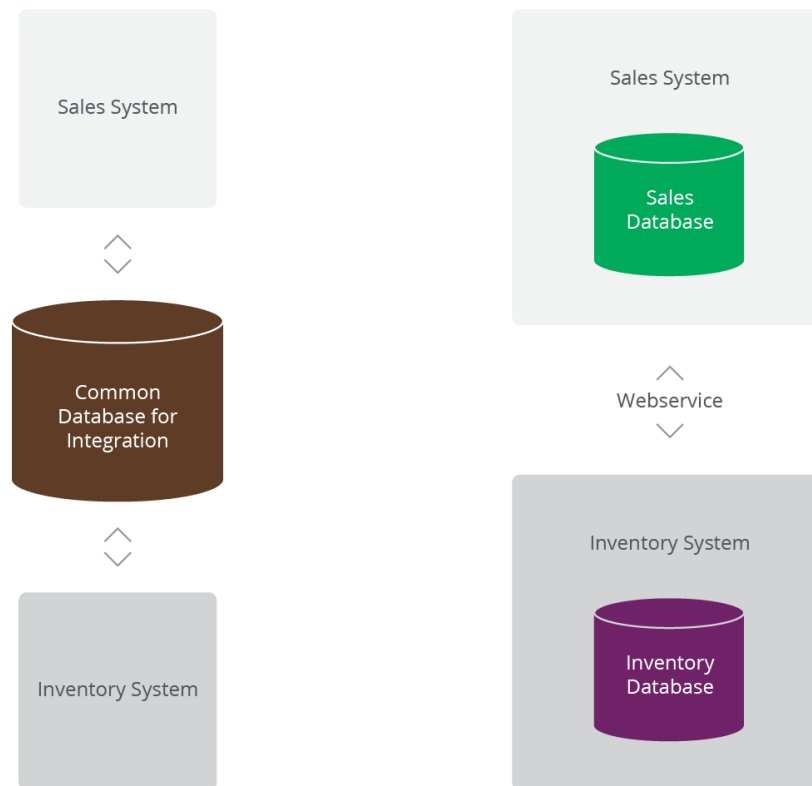 Sales System
Common
Database for
Integration
Inventory System
Sales System
Sales
Database
Webservice
Inventory System
Inventory
Database